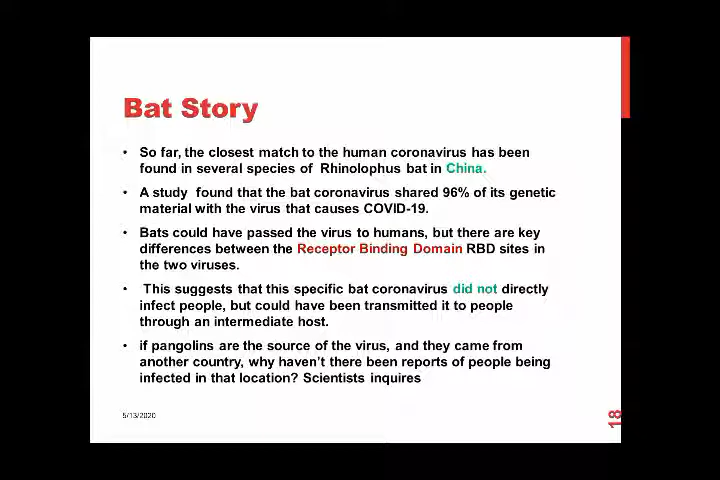 Bat Story
• So far, the closest match to the human coronavirus has been
found in several species of Rhinolophus bat in China.
• A study found that the bat coronavirus shared 96% of its genetic
material with the virus that causes COVID-19.
• Bats could have passed the virus to humans, but there are key
differences between the Receptor Binding Domain RBD sites in
the two viruses.
• This suggests that this specific bat coronavirus did not directly
infect people, but could have been transmitted it to people
through an intermediate host.
• if pangolins are the source of the virus, and they came from
another country, why haven't there been reports of people being
infected in that location? Scientists inquires
5/13/2020
18